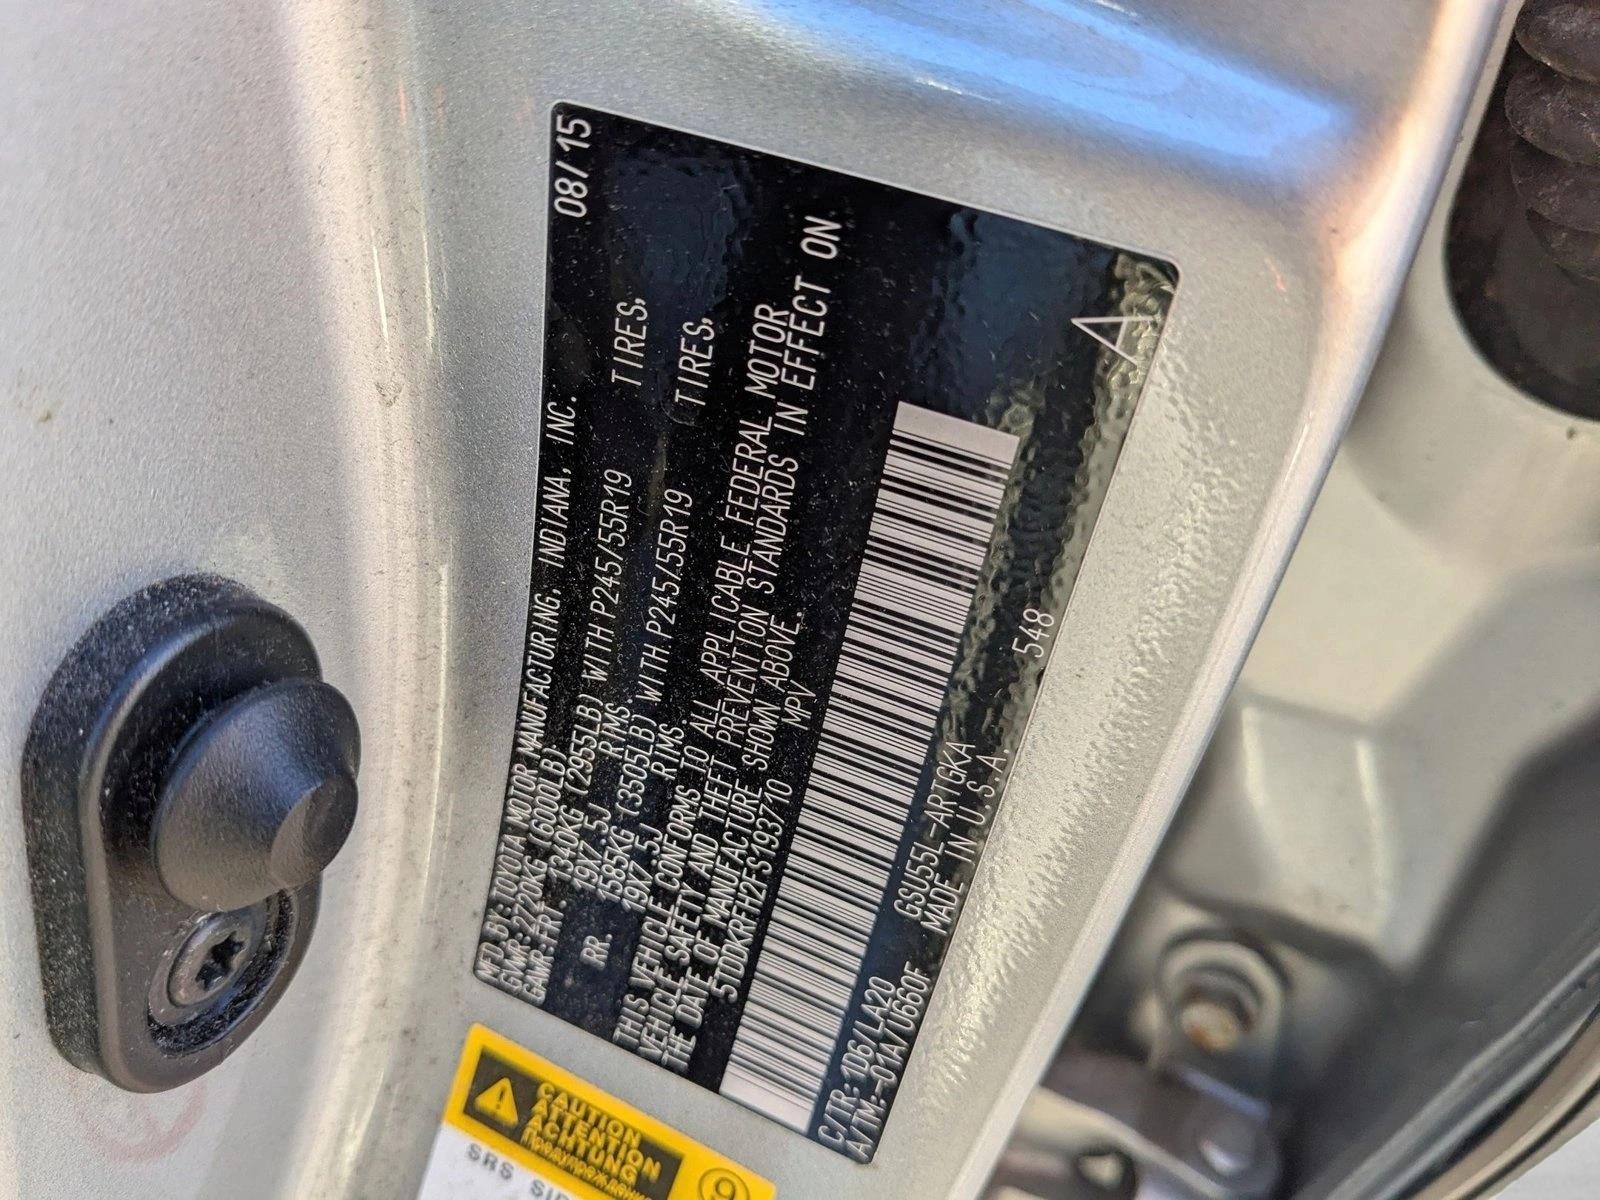 MFD. BY: TOYOTA MOTOR MANUFACTURING, INDIANA, INC. 08/15
GVWR: 2720KG (6000LB)
GAWR:FRT. 1340KG (2955LB) WITH P245/55R19 TIRES,
19X7.5J RIMS.
RR. 1585KG (3505LB) WITH P245/55R19 TIRES,
19X7.5J RIMS.
THIS VEHICLE CONFORMS TO ALL APPLICABLE FEDERAL MOTOR
VEHICLE SAFETY AND THEFT PREVENTION STANDARDS IN EFFECT ON
THE DATE OF MANUFACTURE SHOWN ABOVE.
5TDDKRFH2FS193710 MPV
C/TR: 1D6/LA20 GSU55L-ARTGKA 548
A/TM:-01A/U660F MADE IN U.S.A.
A
CAUTION
ATTENTION
ACHTUNG
9
SRS